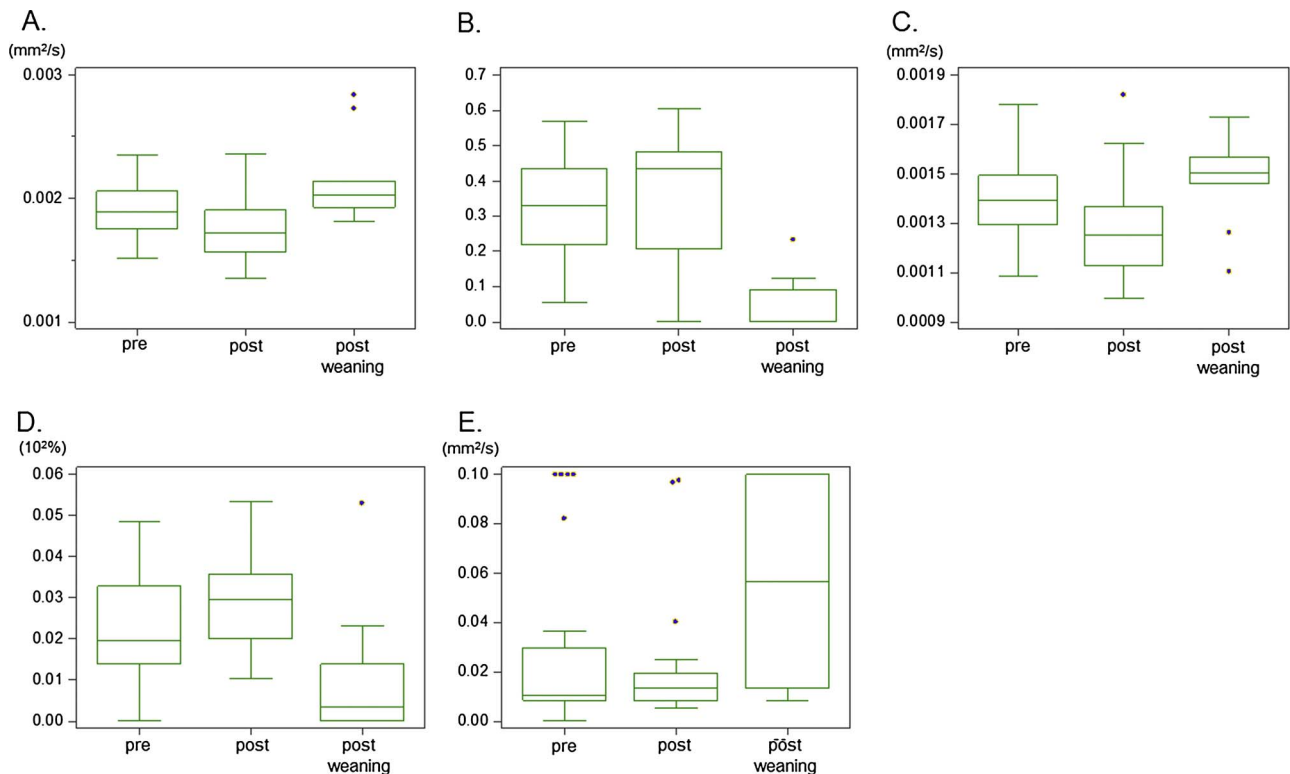 A.
(mm²/s)
0.003
0.002
0.001
pre
post
post
weaning
B.
0.7
0.6
0.5
0.4
0.3
0.2
0.1
0.0
pre
post
post
weaning
C.
(mm²/s)
0.0019
0.0017
0.0015
0.0013
0.0011
0.0009
pre
post
post
weaning
D.
(10²%)
0.06
0.05
0.04
0.03
0.02
0.01
0.00
pre
post
post
weaning
E.
(mm²/s)
0.10
0.08
0.06
0.04
0.02
0.00
pre
post
post
weaning